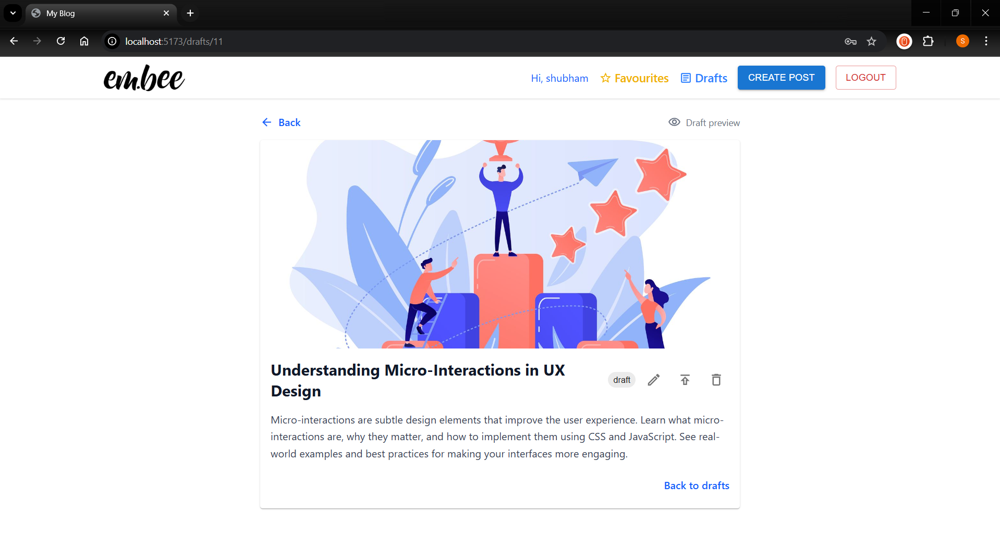 My Blog
localhost:5173/drafts/11
S
em.bee
Hi, shubham Favourites Drafts CREATE POST LOGOUT
Back Draft preview
Understanding Micro-Interactions in UX
Design
draft
Micro-interactions are subtle design elements that improve the user experience. Learn what micro-
interactions are, why they matter, and how to implement them using CSS and JavaScript. See real-
world examples and best practices for making your interfaces more engaging.
Back to drafts